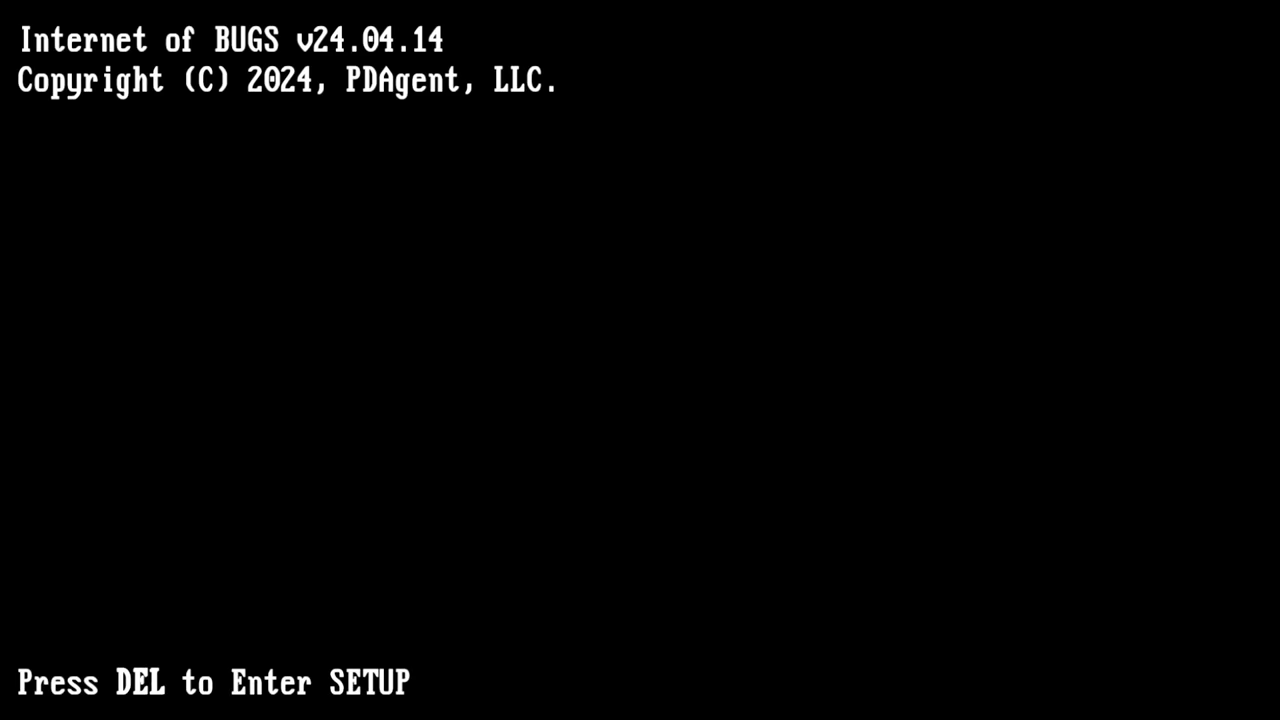 Internet of BUGS v24.04.14
Copyright (C) 2024, PDAgent, LLC.
Press DEL to Enter SETUP